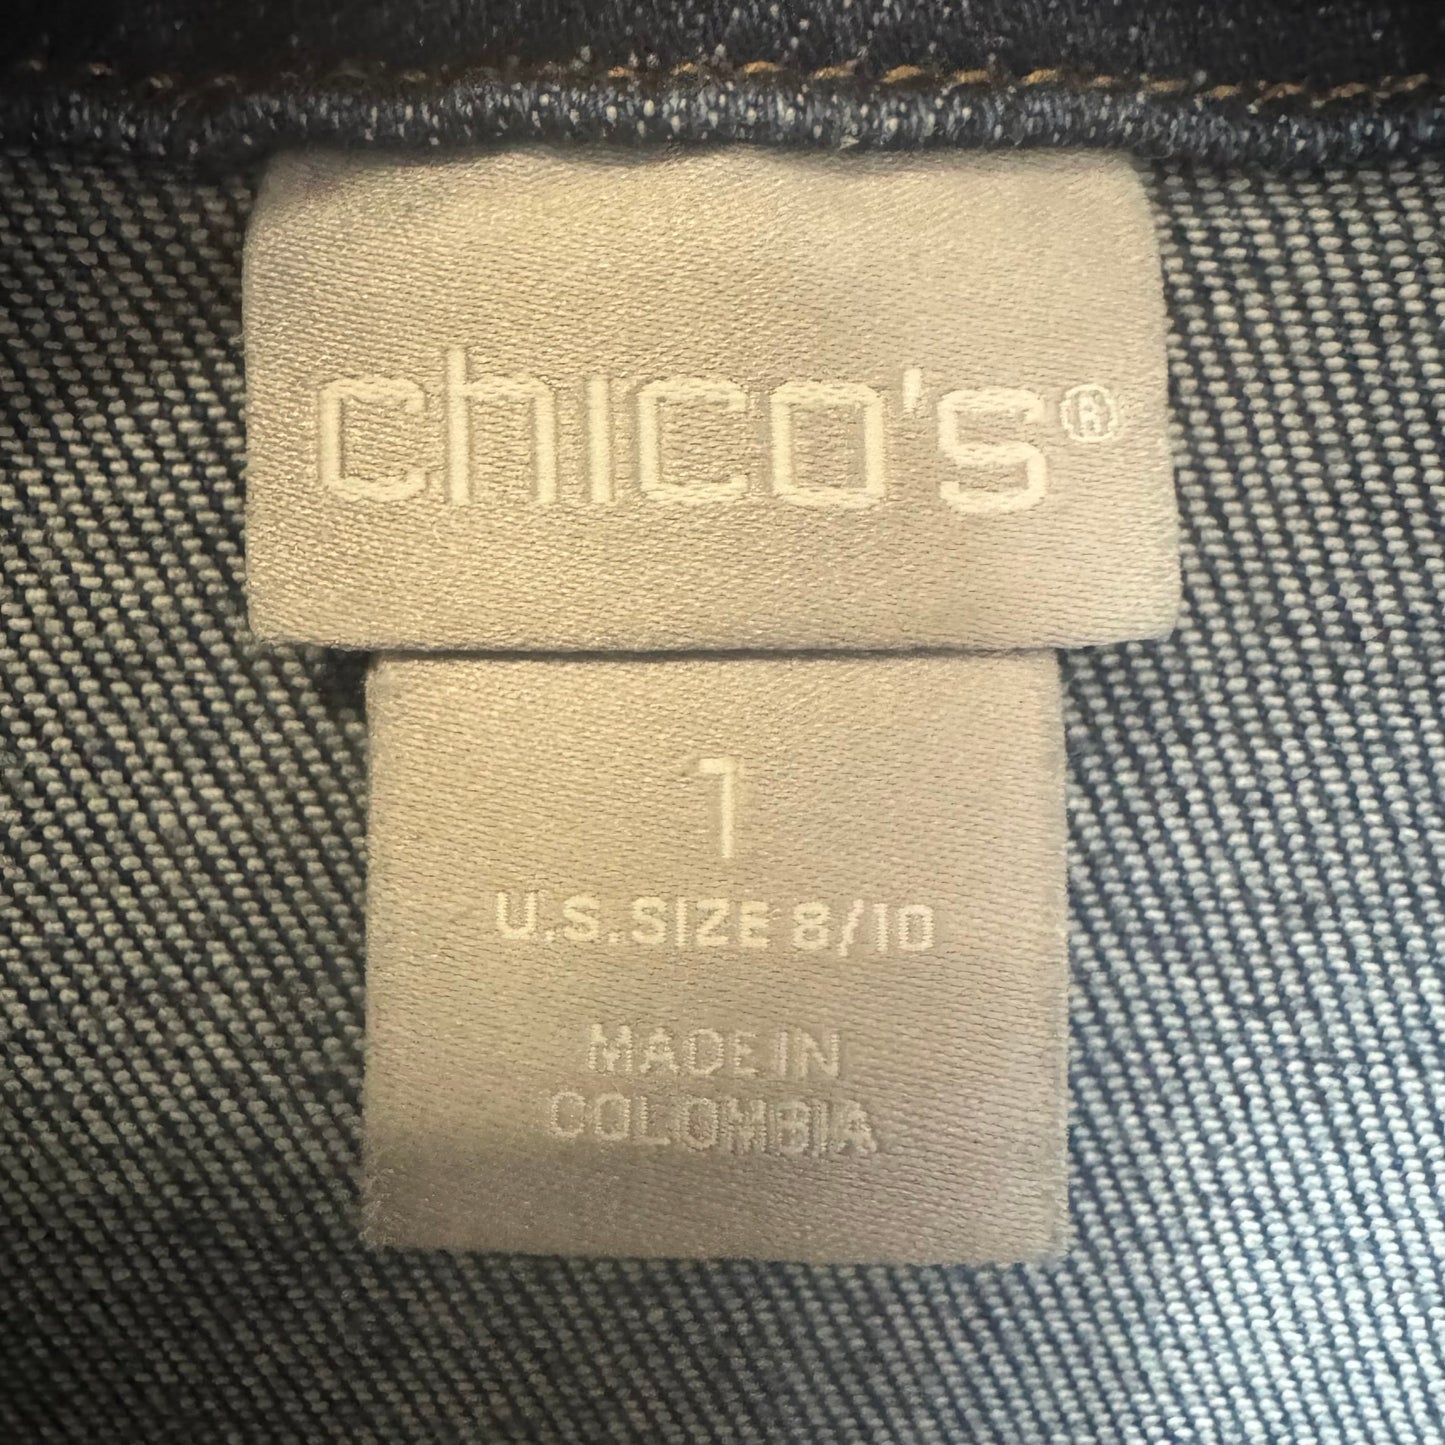 chico's®
1
U.S. SIZE 8/10
MADE IN
COLOMBIA